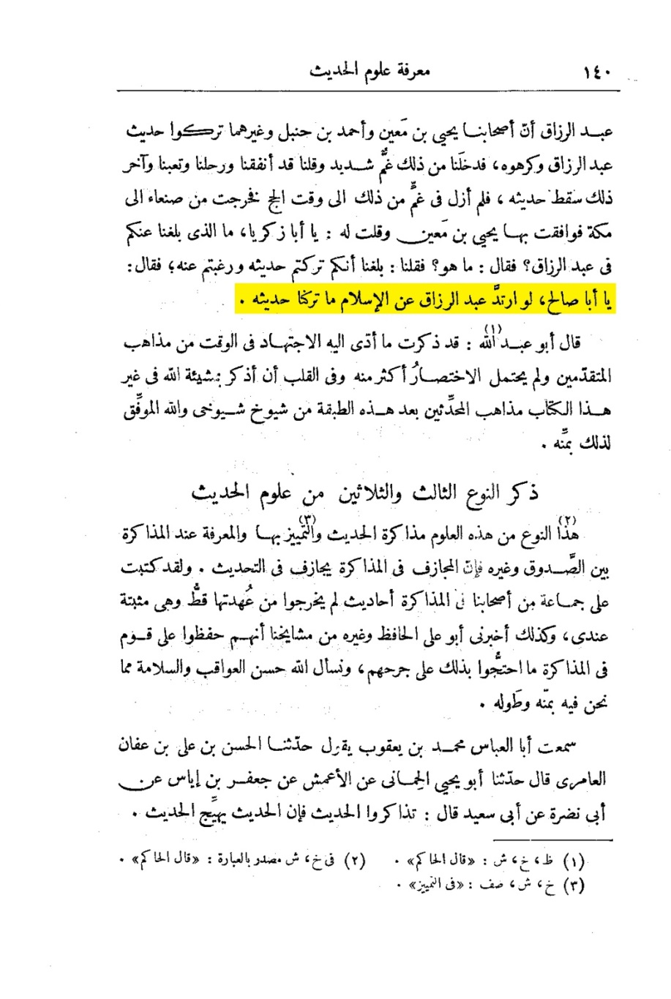 ١٤٠ معرفة علوم الحديث
عبد الرزاق أنّ أصحابنا يحيي بن مَعين وأحمد بن حنبل وغيرهما تركوا حديث
عبد الرزاق وكرهوه، فدخَلَنا من ذلك غمٌّ شديد وقلنا قد أنفقنا ورحلنا وتعبنا وآخر
ذلك سقط حديثه ، فلم أزل فى غمٍّ من ذلك الى وقت الحج فخرجت من صنعاء الى
مكة فوافقت بها يحيي بن مَعين وقلت له : يا أبا زكريا، ما الذى بلغنا عنكم
فى عبد الرزاق؟ فقال : ما هو؟ فقلنا : بلغنا أنكم تركتم حديثه ورغبتم عنه؛ فقال :
يا أبا صالح، لو ارتدَّ عبد الرزاق عن الإسلام ما تركنا حديثه .
قال أبو عبد الله (١) : قد ذكرت ما أدّى اليه الاجتهاد فى الوقت من مذاهب
المتقدّمين ولم يحتمل الاختصارُ أكثر منه وفى القلب أن أذكر بمشيئة الله فى غير
هذا الكتاب مذاهب المحدِّثين بعد هذه الطبقة من شيوخ شيوخى والله الموفِّق
لذلك بمنِّه .
ذكر النوع الثالث والثلاثين من علوم الحديث
هذا (٢) النوع من هذه العلوم مذاكرة الحديث والتمييز (٣) بها والمعرفة عند المذاكرة
بين الصَّدوق وغيره فإنّ المجازف فى المذاكرة يجازف فى التحديث . ولقد كتبت
على جماعة من أصحابنا فى المذاكرة أحاديث لم يخرجوا من عُهدتها قطُّ وهى مثبتة
عندى، وكذلك أخبرنى أبو على الحافظ وغيره من مشايخنا أنهم حفظوا على قوم
فى المذاكرة ما احتجُّوا بذلك على جرحهم، ونسأل الله حسن العواقب والسلامة مما
نحن فيه بمنّه وطَوله .
سمعت أبا العباس محمد بن يعقوب يقول حدّثنا الحسن بن على بن عفان
العامرى قال حدّثنا أبو يحيي الحِمانى عن الأعمش عن جعفر بن إياس عن
أبى نضرة عن أبى سعيد قال : تذاكروا الحديث فإن الحديث يهيِّج الحديث .
(١) ظ، خ، ش : «قال الحاكم» . (٢) فى خ، ش مصدر بالعبارة : «قال الحاكم» .
(٣) خ، ش، صف : «فى التمييز» .